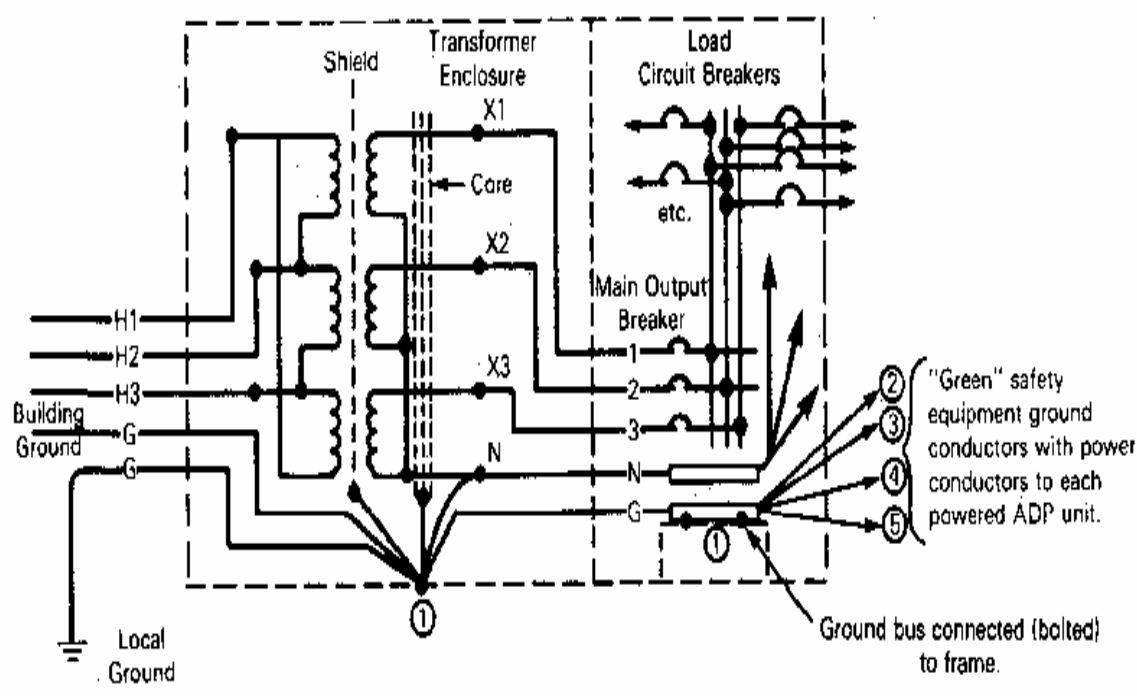 Shield
Transformer
Enclosure
Load
Circuit Breakers
X1
Core
etc.
X2
Main Output
Breaker
H1
H2
X3
H3
Building
Ground
G
G
1
2
3
N
N
G
①
①
②
③
④
⑤
"Green" safety
equipment ground
conductors with power
conductors to each
powered ADP unit.
Local
Ground
Ground bus connected (bolted)
to frame.